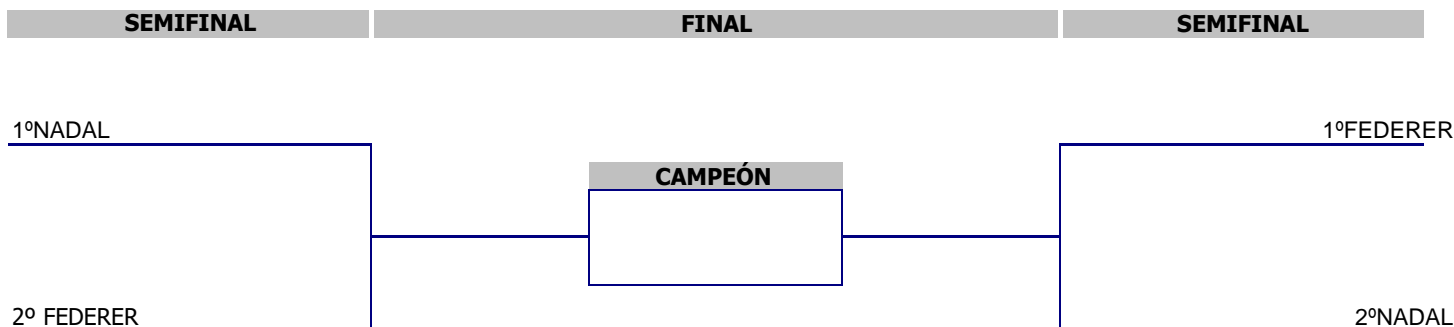 SEMIFINAL FINAL SEMIFINAL
1ºNADAL 1ºFEDERER
CAMPEÓN
2º FEDERER 2ºNADAL